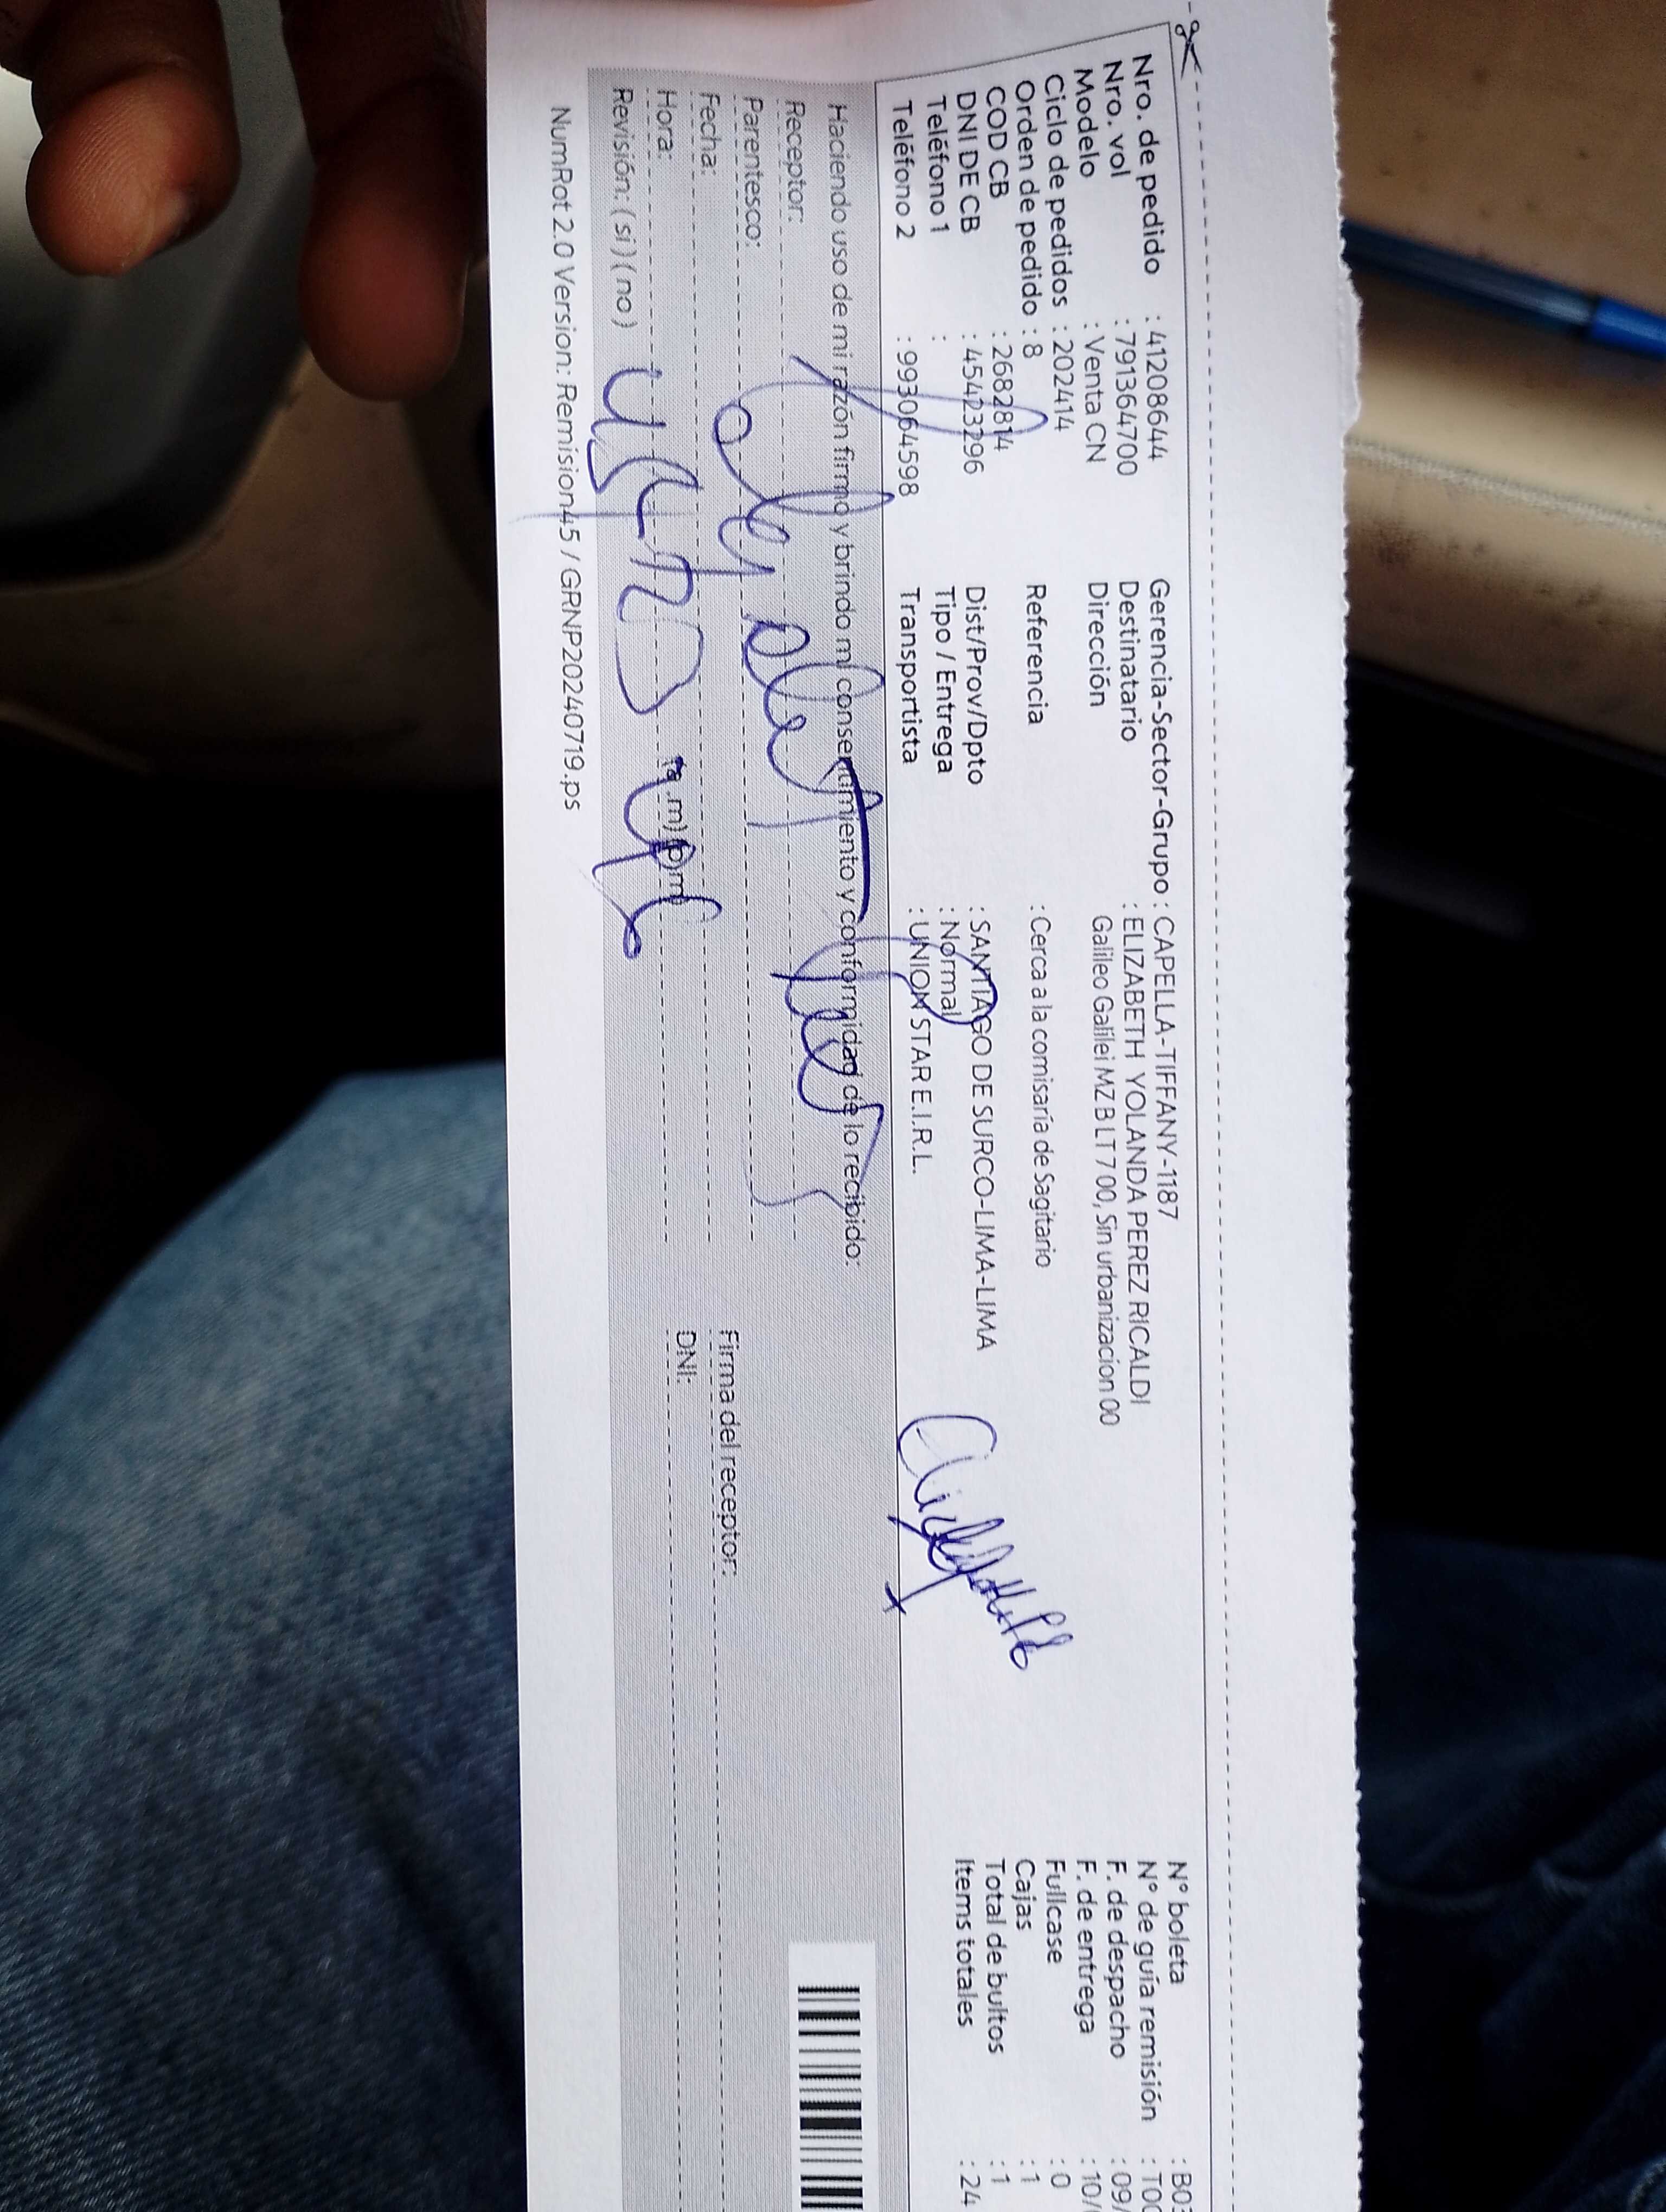 Nro. de pedido : 41208644
Nro. vol : 791364700
Modelo : Venta CN
Ciclo de pedidos : 202414
Orden de pedido : 8
COD CB : 2682814
DNI DE CB : 45423296
Teléfono 1 :
Teléfono 2 : 993064598
Gerencia-Sector-Grupo : CAPELLA-TIFFANY-1187
Destinatario : ELIZABETH YOLANDA PEREZ RICALDI
Dirección Galileo Galilei MZ B LT 7 00, Sin urbanizacion 00
Referencia : Cerca a la comisaría de Sagitario
Dist/Prov/Dpto : SANTIAGO DE SURCO-LIMA-LIMA
Tipo / Entrega : Normal
Transportista : UNION STAR E.I.R.L.
N° boleta : B03
N° de guía remisión : T00
F. de despacho : 09/
F. de entrega : 10/
Fullcase : 0
Cajas : 1
Total de bultos : 1
Items totales : 24
Haciendo uso de mi razón firmo y brindo mi consentimiento y conformidad de lo recibido:
Receptor:
Parentesco:
Fecha:
Hora: (a.m) (p.m)
Revisión: (si) (no)
Firma del receptor:
DNI:
NumRot 2.0 Version: Remision45 / GRNP20240719.ps